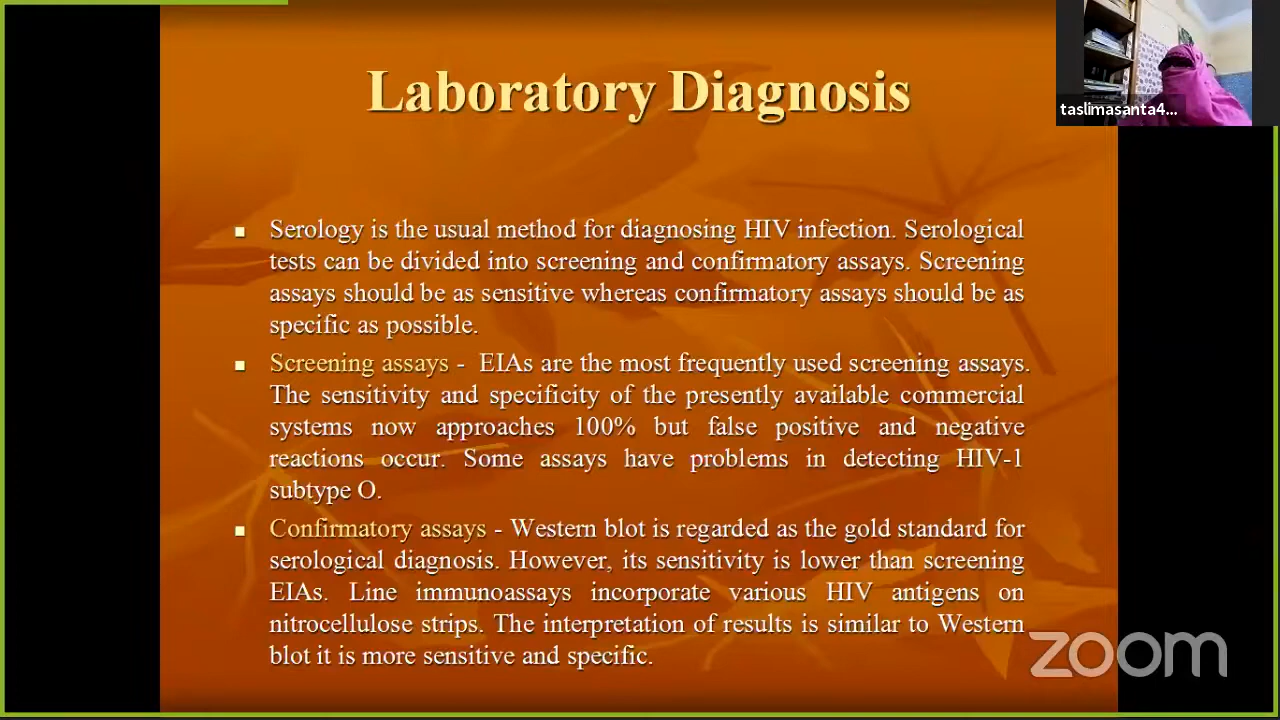 Laboratory Diagnosis
taslimasanta4...
▪ Serology is the usual method for diagnosing HIV infection. Serological
tests can be divided into screening and confirmatory assays. Screening
assays should be as sensitive whereas confirmatory assays should be as
specific as possible.
▪ Screening assays - EIAs are the most frequently used screening assays.
The sensitivity and specificity of the presently available commercial
systems now approaches 100% but false positive and negative
reactions occur. Some assays have problems in detecting HIV-1
subtype O.
▪ Confirmatory assays - Western blot is regarded as the gold standard for
serological diagnosis. However, its sensitivity is lower than screening
EIAs. Line immunoassays incorporate various HIV antigens on
nitrocellulose strips. The interpretation of results is similar to Western
blot it is more sensitive and specific.
zoom